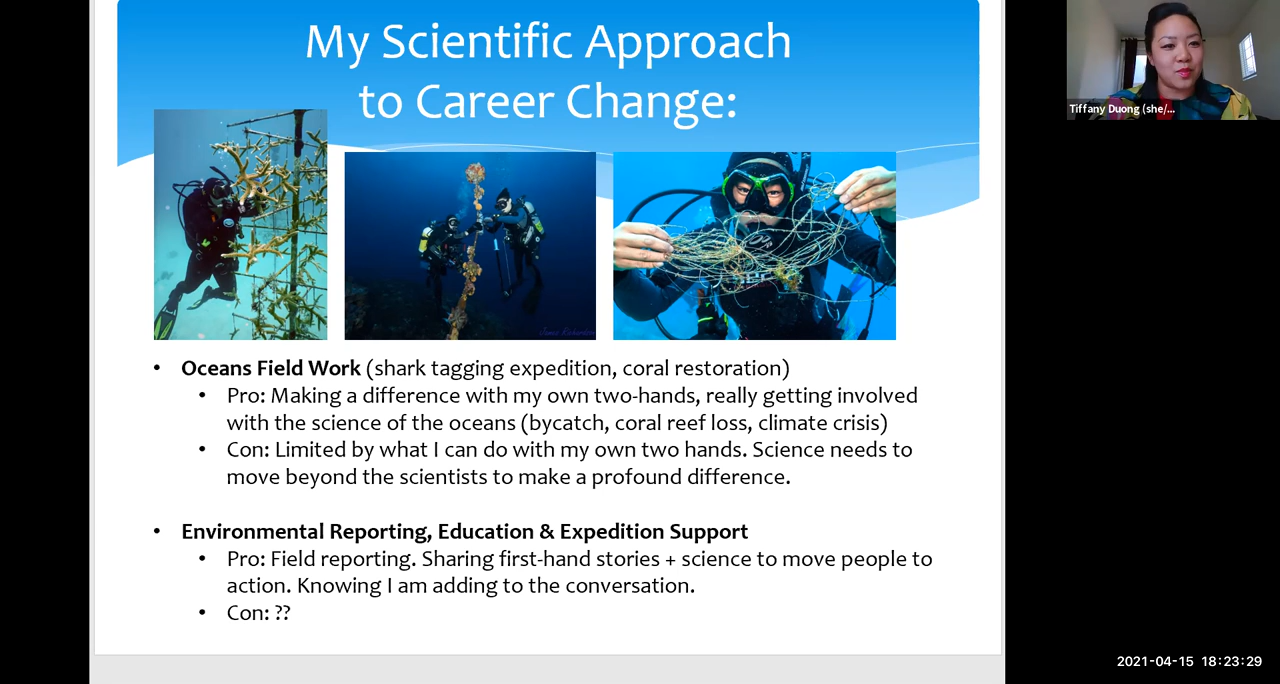 My Scientific Approach
to Career Change:
Tiffany Duong (she/...
James Richardson
• Oceans Field Work (shark tagging expedition, coral restoration)
• Pro: Making a difference with my own two-hands, really getting involved
with the science of the oceans (bycatch, coral reef loss, climate crisis)
• Con: Limited by what I can do with my own two hands. Science needs to
move beyond the scientists to make a profound difference.
• Environmental Reporting, Education & Expedition Support
• Pro: Field reporting. Sharing first-hand stories + science to move people to
action. Knowing I am adding to the conversation.
• Con: ??
2021-04-15 18:23:29